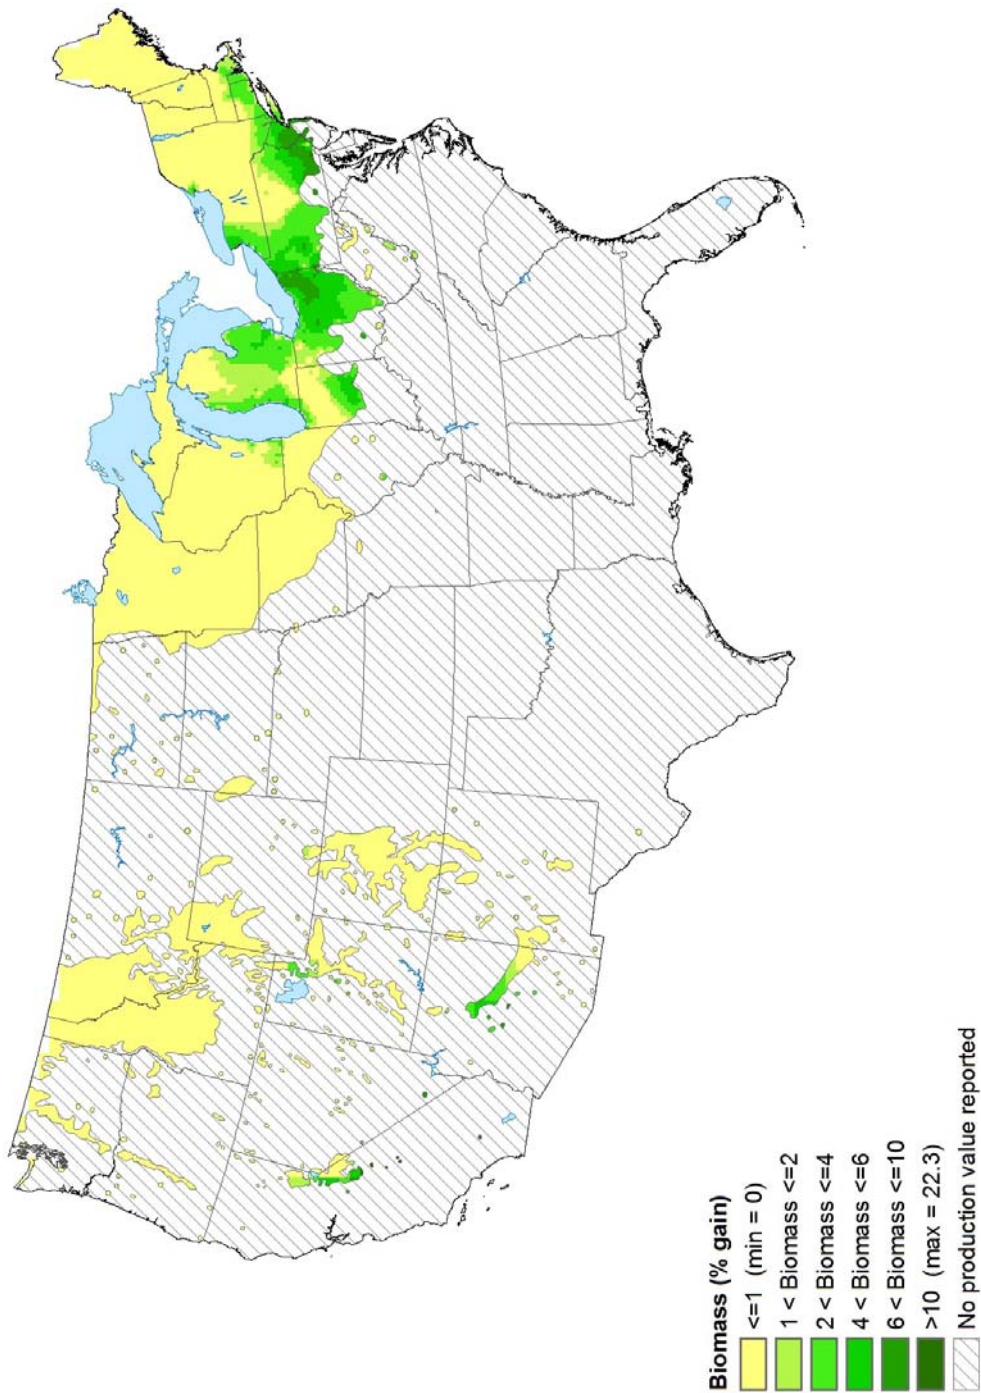 Biomass (% gain)
<=1 (min = 0)
1 < Biomass <=2
2 < Biomass <=4
4 < Biomass <=6
6 < Biomass <=10
>10 (max = 22.3)
No production value reported